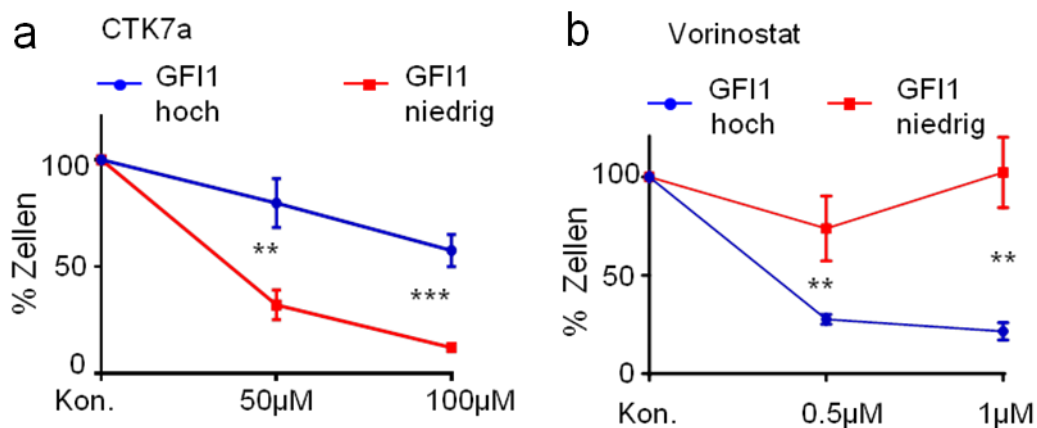 a CTK7a
GFI1 hoch
GFI1 niedrig
% Zellen
100
50
0
**
***
Kon. 50µM 100µM
b Vorinostat
GFI1 hoch
GFI1 niedrig
% Zellen
100
50
0
**
**
Kon. 0.5µM 1µM